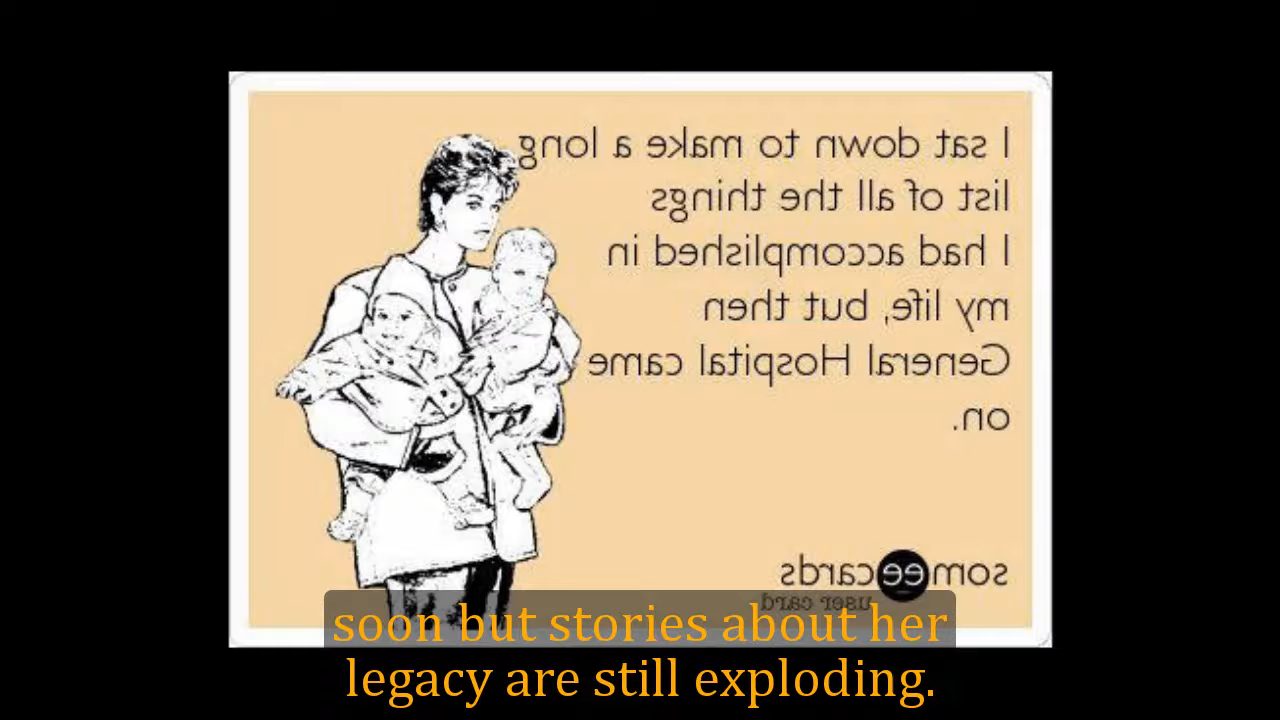 I sat down to make a long
list of all the things
I had accomplished in
my life, but then
General Hospital came
on.
someecards
user card
soon but stories about her
legacy are still exploding.